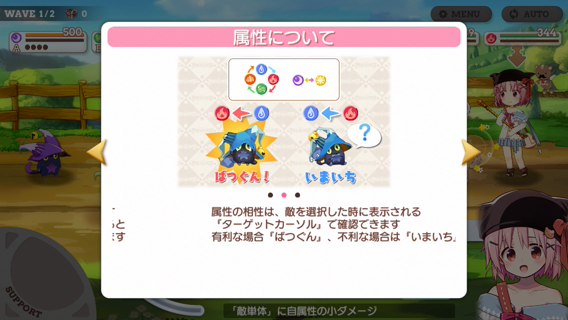 WAVE 1/2
0
MENU
AUTO
500
344
属性について
ばつぐん!
?
いまいち
と
ます
属性の相性は、敵を選択した時に表示される
「ターゲットカーソル」で確認できます
有利な場合「ばつぐん」、不利な場合は「いまいち」
SUPPORT
「敵単体」に自属性の小ダメージ